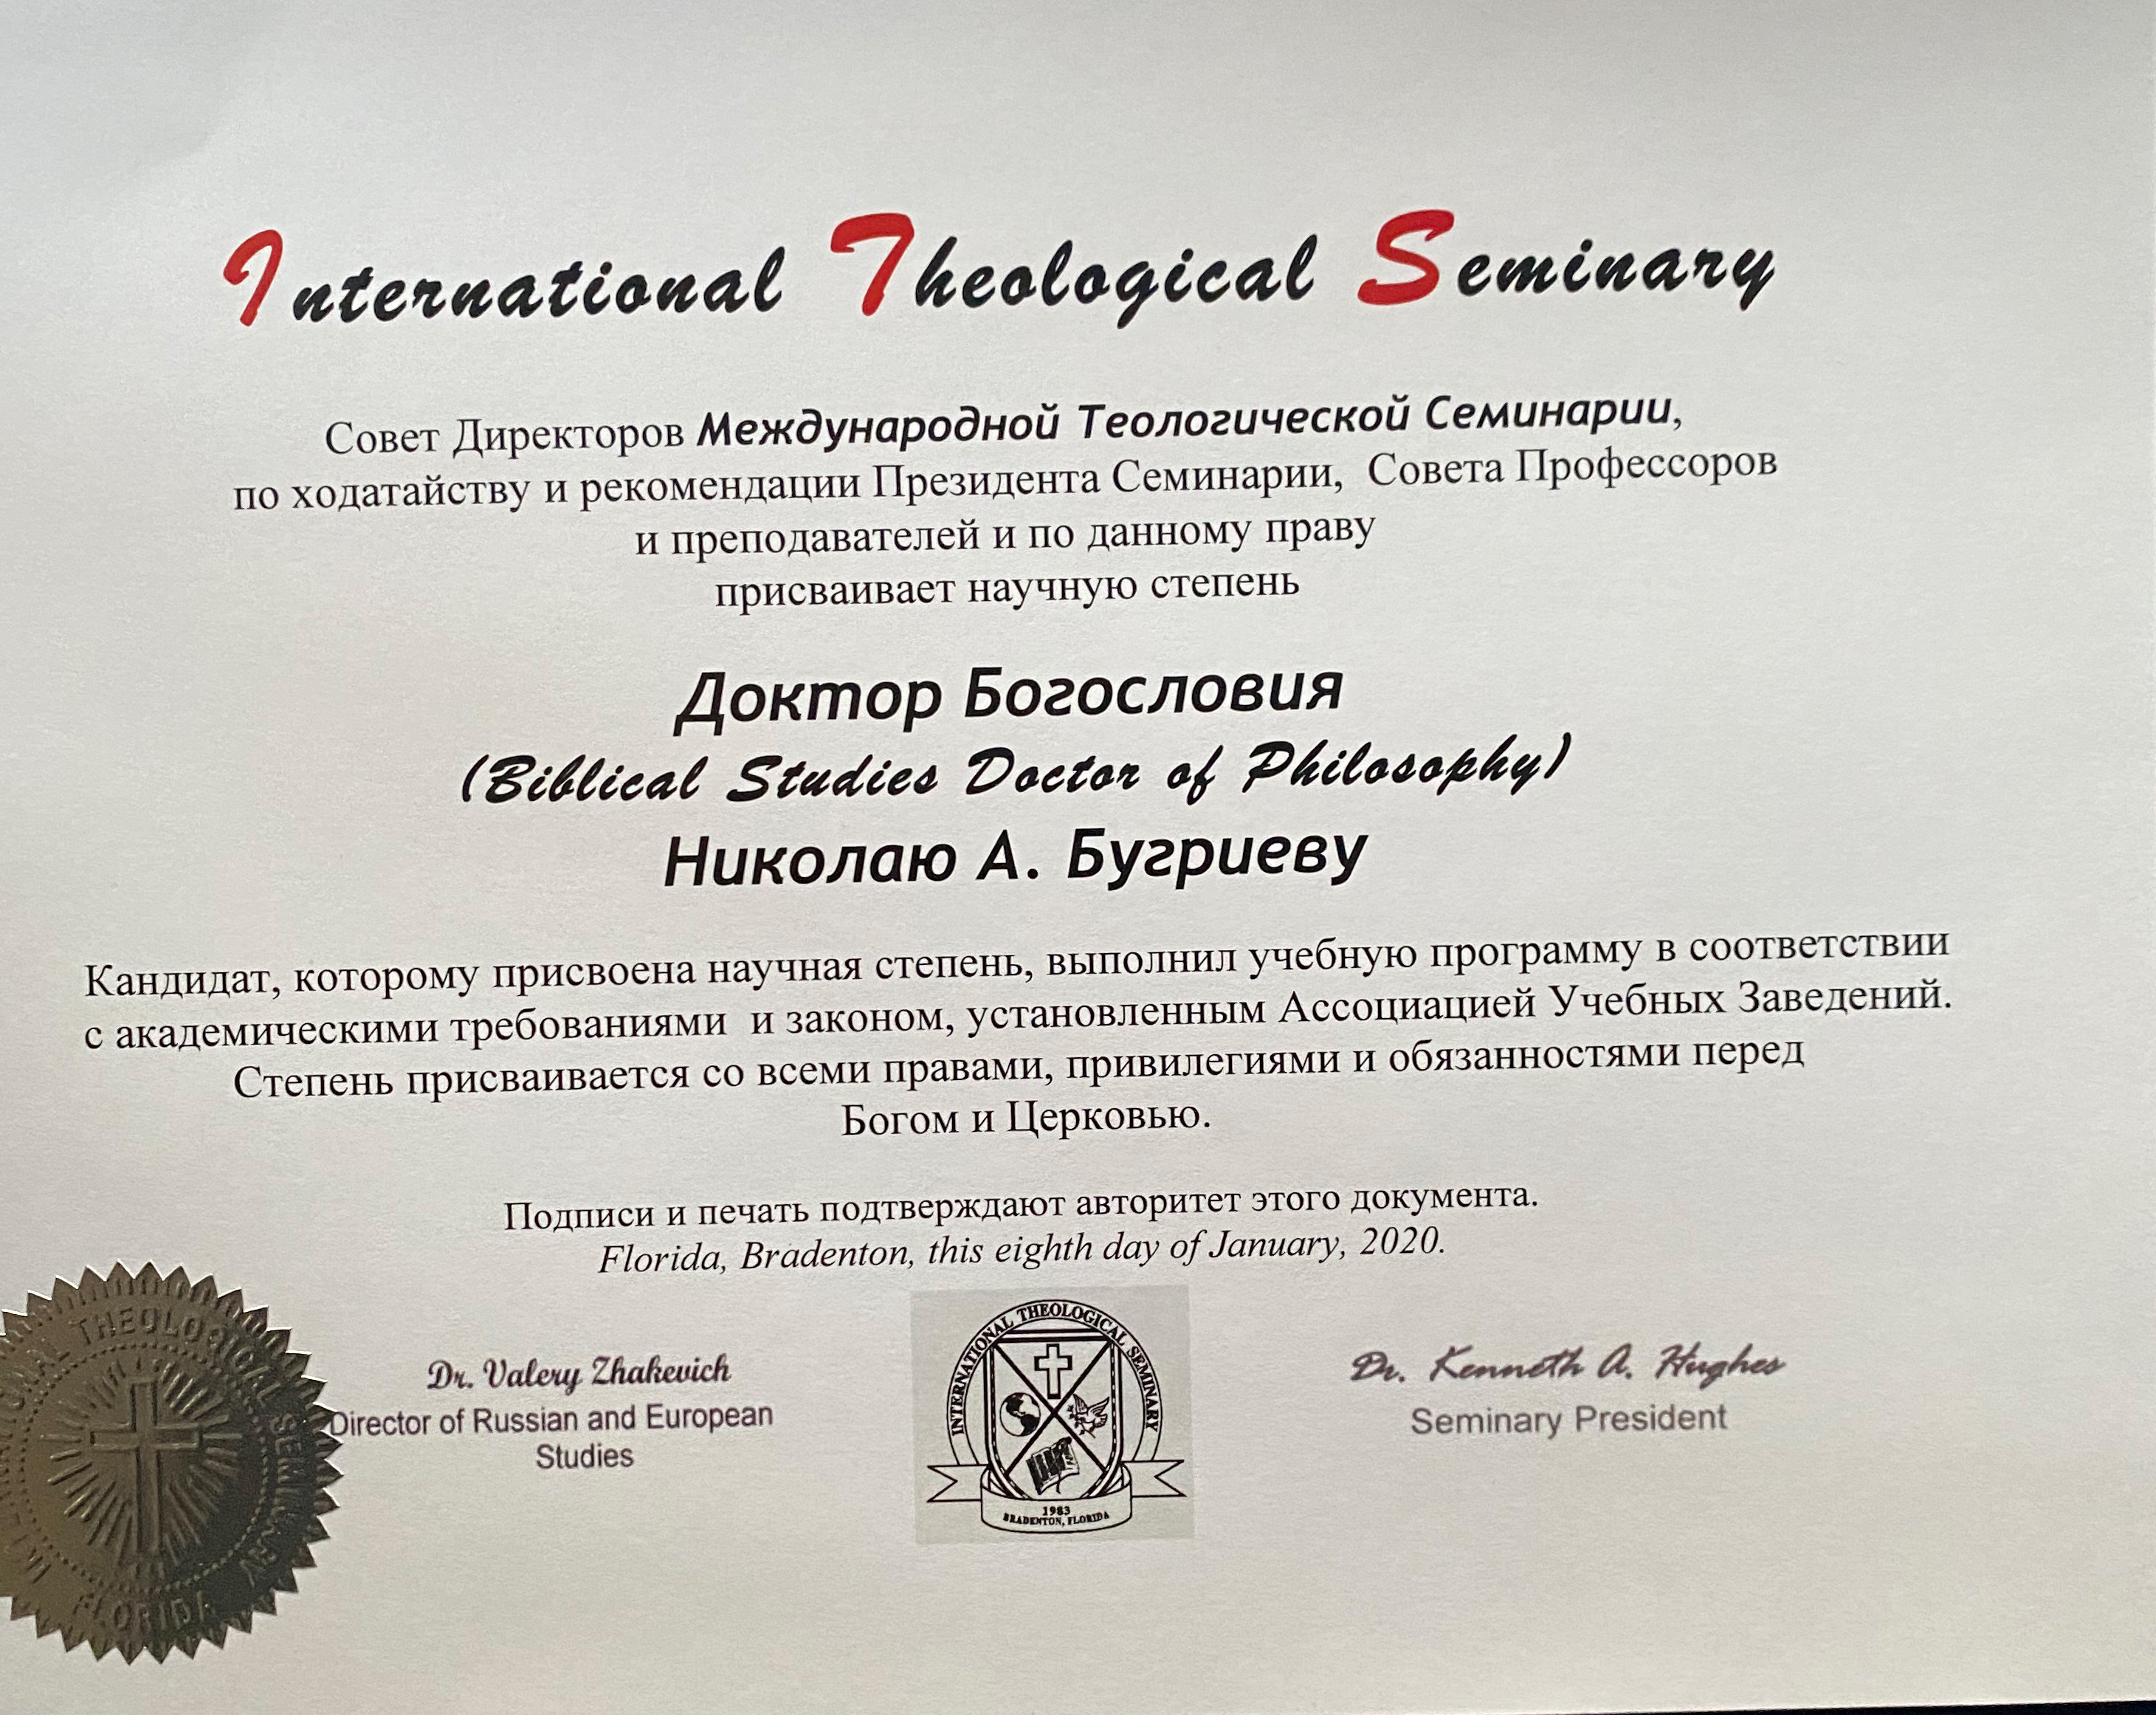 International Theological Seminary
Совет Директоров Международной Теологической Семинарии,
по ходатайству и рекомендации Президента Семинарии, Совета Профессоров
и преподавателей и по данному праву
присваивает научную степень
Доктор Богословия
(Biblical Studies Doctor of Philosophy)
Николаю А. Бугриеву
Кандидат, которому присвоена научная степень, выполнил учебную программу в соответствии
с академическими требованиями и законом, установленным Ассоциацией Учебных Заведений.
Степень присваивается со всеми правами, привилегиями и обязанностями перед
Богом и Церковью.
Подписи и печать подтверждают авторитет этого документа.
Florida, Bradenton, this eighth day of January, 2020.
THEOLOGICAL SEMINARY
FLORIDA
Dr. Valery Zhakevich
Director of Russian and European
Studies
INTERNATIONAL THEOLOGICAL SEMINARY
1983
BRADENTON, FLORIDA
Dr. Kenneth A. Hughes
Seminary President